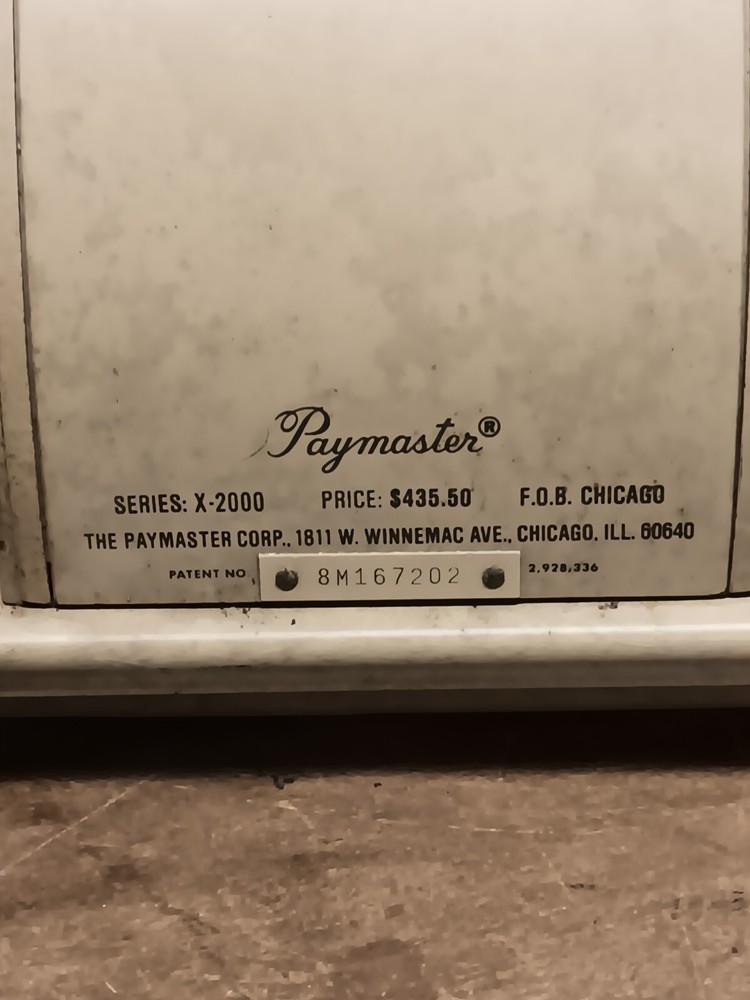 Paymaster®
SERIES: X-2000 PRICE: $435.50 F.O.B. CHICAGO
THE PAYMASTER CORP., 1811 W. WINNEMAC AVE., CHICAGO, ILL. 60640
PATENT NO 8M167202 2,928,336